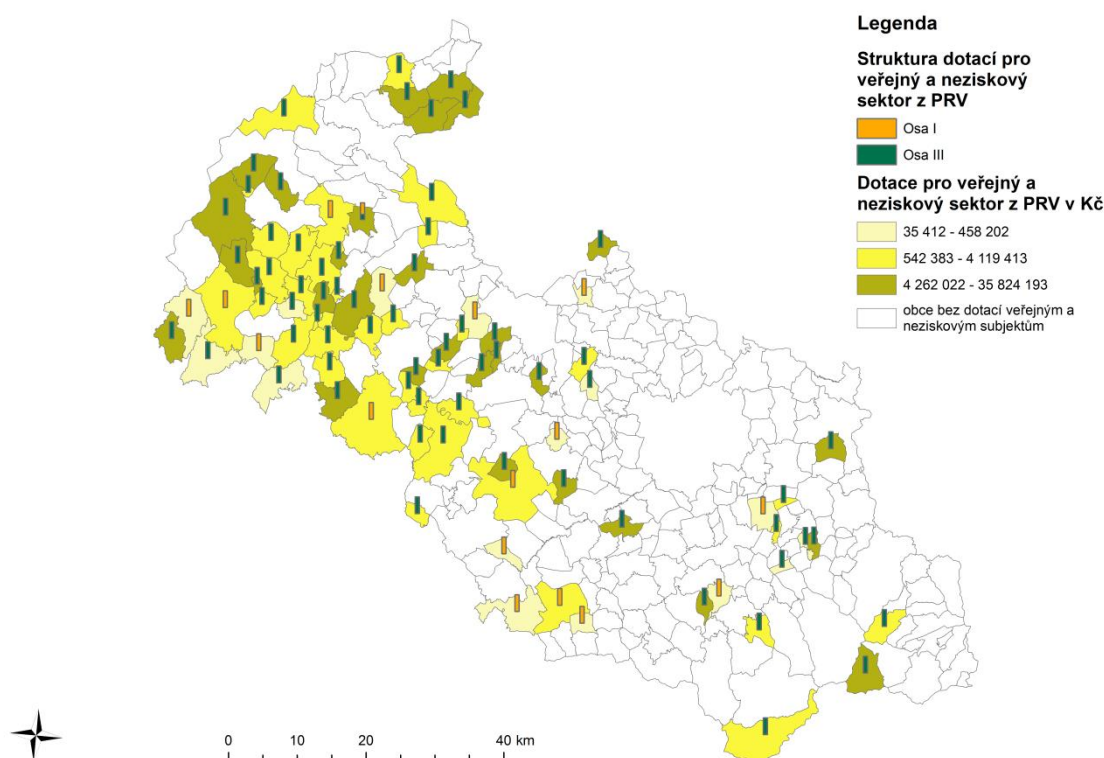 Legenda
Struktura dotací pro
veřejný a neziskový
sektor z PRV
Osa I
Osa III
Dotace pro veřejný a
neziskový sektor z PRV v Kč
35 412 - 458 202
542 383 - 4 119 413
4 262 022 - 35 824 193
obce bez dotací veřejným a
neziskovým subjektům
0 10 20 40 km